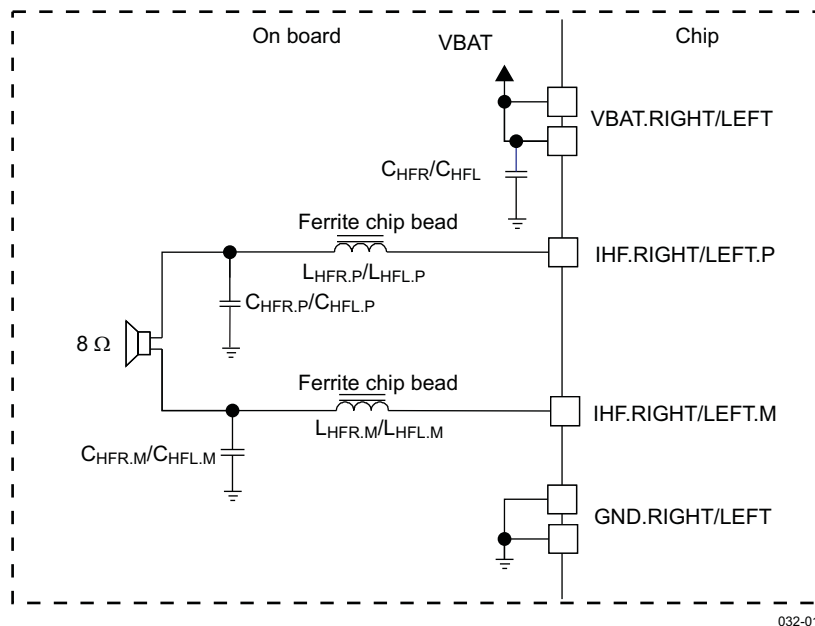 On board
VBAT
Chip
VBAT.RIGHT/LEFT
CHFR/CHFL
Ferrite chip bead
IHF.RIGHT/LEFT.P
LHFR.P/LHFL.P
CHFR.P/CHFL.P
8 Ω
Ferrite chip bead
IHF.RIGHT/LEFT.M
LHFR.M/LHFL.M
CHFR.M/CHFL.M
GND.RIGHT/LEFT